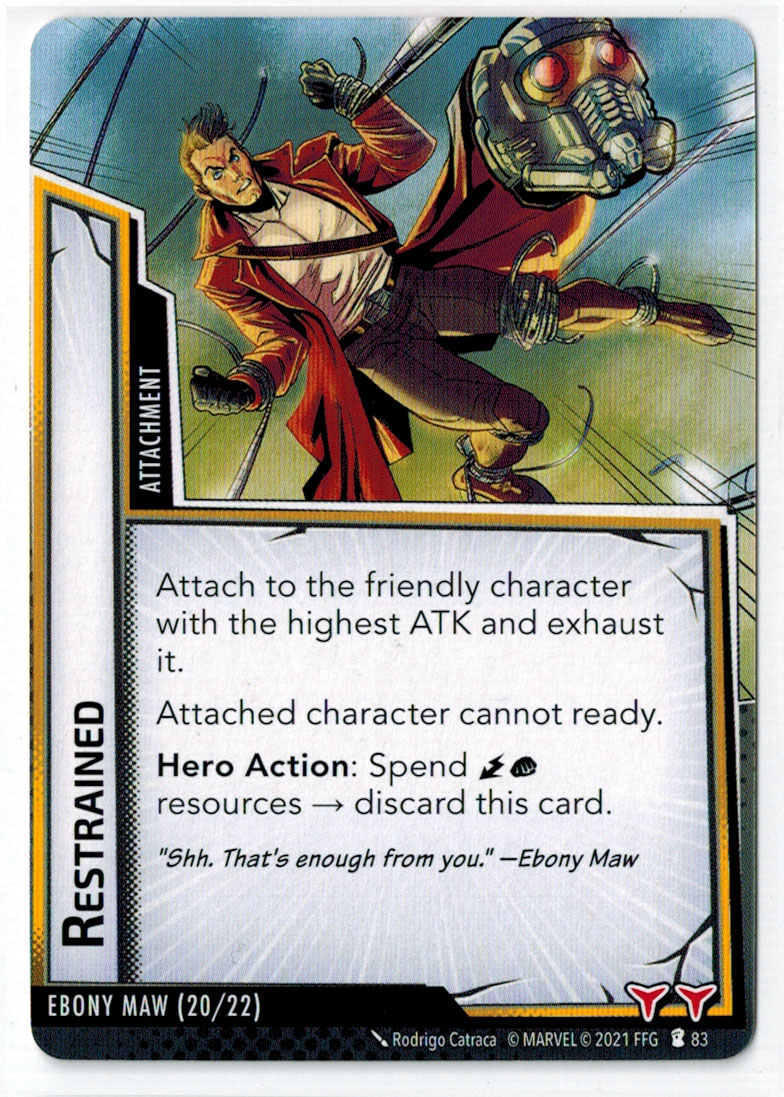 ATTACHMENT
RESTRAINED
Attach to the friendly character
with the highest ATK and exhaust
it.
Attached character cannot ready.
Hero Action: Spend
resources → discard this card.
"Shh. That's enough from you." —Ebony Maw
EBONY MAW (20/22)
Rodrigo Catraca © MARVEL © 2021 FFG 83